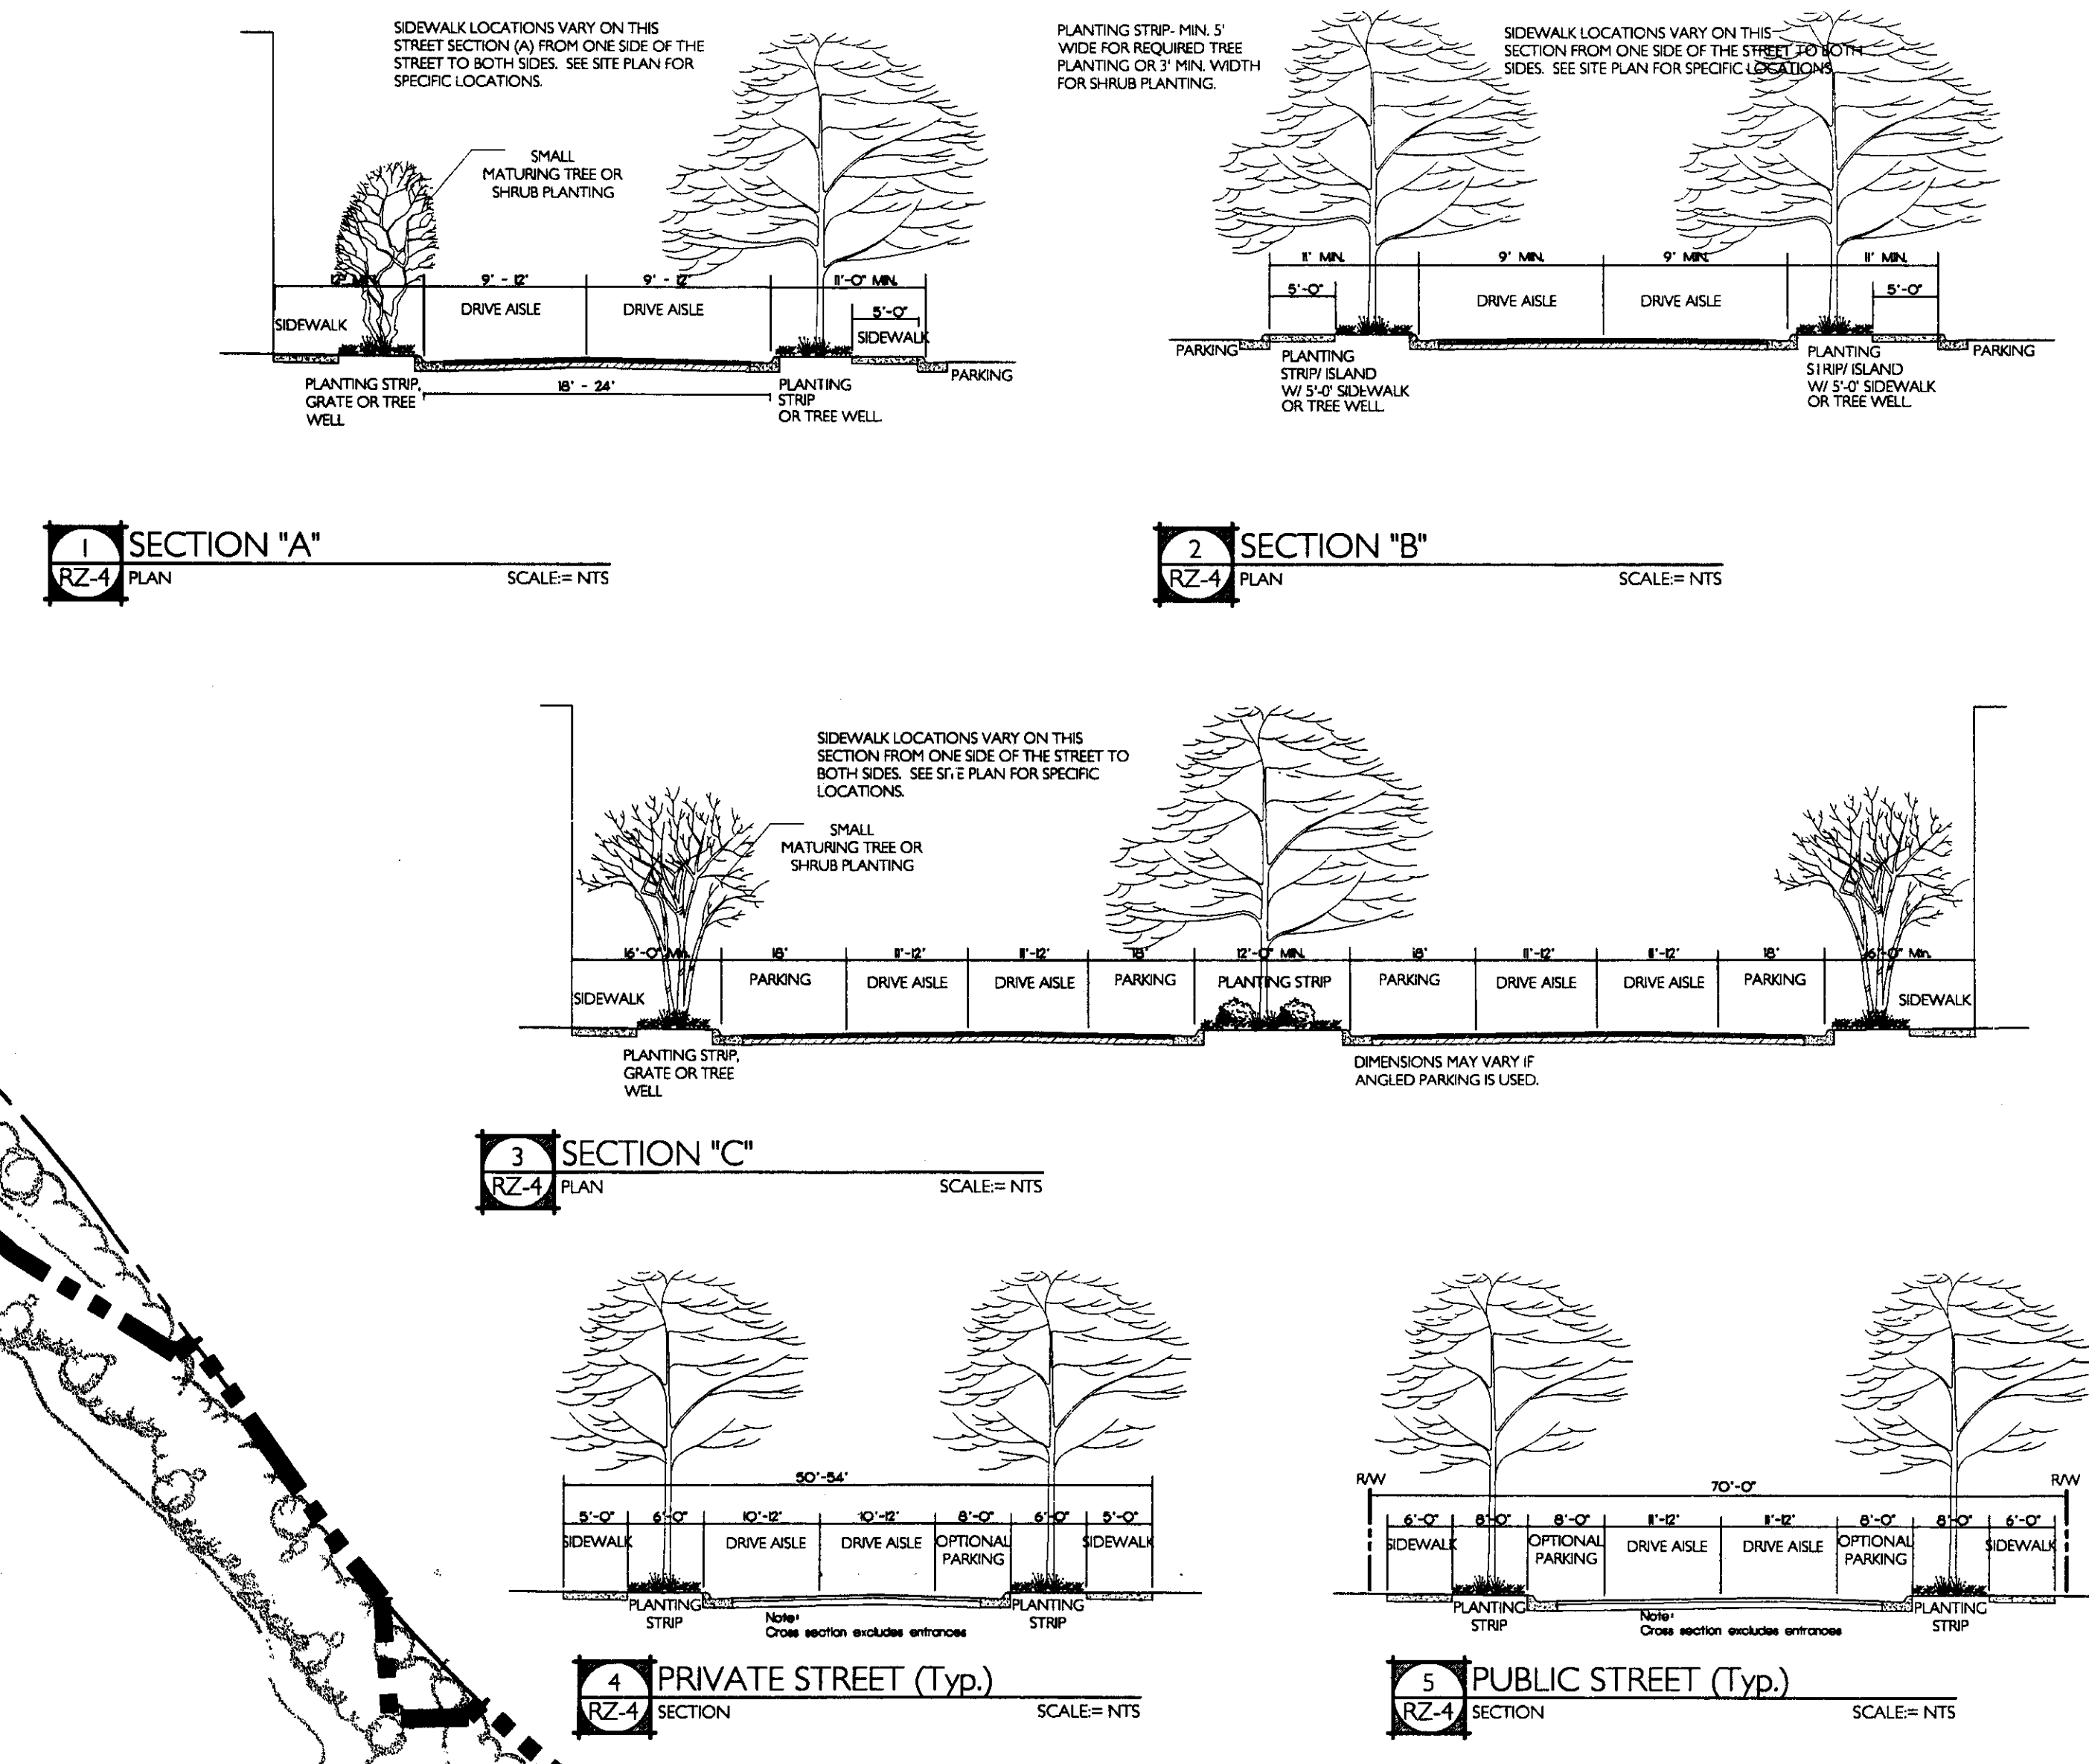 SIDEWALK LOCATIONS VARY ON THIS
STREET SECTION (A) FROM ONE SIDE OF THE
STREET TO BOTH SIDES. SEE SITE PLAN FOR
SPECIFIC LOCATIONS.
SMALL
MATURING TREE OR
SHRUB PLANTING
9' - 12'
9' - 12'
11'-0" MIN.
DRIVE AISLE
DRIVE AISLE
5'-0"
SIDEWALK
SIDEWALK
PARKING
PLANTING STRIP,
GRATE OR TREE
WELL
18' - 24'
PLANTING
STRIP
OR TREE WELL
1
RZ-4
SECTION "A"
PLAN
SCALE:= NTS
PLANTING STRIP- MIN. 5'
WIDE FOR REQUIRED TREE
PLANTING OR 3' MIN. WIDTH
FOR SHRUB PLANTING.
SIDEWALK LOCATIONS VARY ON THIS
SECTION FROM ONE SIDE OF THE STREET TO BOTH
SIDES. SEE SITE PLAN FOR SPECIFIC LOCATIONS
11' MIN.
9' MIN.
9' MIN.
11' MIN.
5'-0"
DRIVE AISLE
DRIVE AISLE
5'-0"
PARKING
PLANTING
STRIP/ ISLAND
W/ 5'-0' SIDEWALK
OR TREE WELL
PLANTING
STRIP/ ISLAND
W/ 5'-0' SIDEWALK
OR TREE WELL
PARKING
2
RZ-4
SECTION "B"
PLAN
SCALE:= NTS
SIDEWALK LOCATIONS VARY ON THIS
SECTION FROM ONE SIDE OF THE STREET TO
BOTH SIDES. SEE SITE PLAN FOR SPECIFIC
LOCATIONS.
SMALL
MATURING TREE OR
SHRUB PLANTING
16'-0" Min.
18'
11'-12'
11'-12'
18'
12'-0" MIN.
18'
11'-12'
11'-12'
18'
16'-0" Min.
SIDEWALK
PARKING
DRIVE AISLE
DRIVE AISLE
PARKING
PLANTING STRIP
PARKING
DRIVE AISLE
DRIVE AISLE
PARKING
SIDEWALK
PLANTING STRIP,
GRATE OR TREE
WELL
DIMENSIONS MAY VARY IF
ANGLED PARKING IS USED.
3
RZ-4
SECTION "C"
PLAN
SCALE:= NTS
50'-54'
5'-0"
6'-0"
10'-12'
10'-12'
8'-0"
6'-0"
5'-0"
SIDEWALK
DRIVE AISLE
DRIVE AISLE
OPTIONAL
PARKING
SIDEWALK
PLANTING
STRIP
Note:
Cross section excludes entrances
PLANTING
STRIP
4
RZ-4
PRIVATE STREET (Typ.)
SECTION
SCALE:= NTS
R/W
70'-0"
R/W
6'-0"
8'-0"
8'-0"
11'-12'
11'-12'
8'-0"
8'-0"
6'-0"
SIDEWALK
OPTIONAL
PARKING
DRIVE AISLE
DRIVE AISLE
OPTIONAL
PARKING
SIDEWALK
PLANTING
STRIP
Note:
Cross section excludes entrances
PLANTING
STRIP
5
RZ-4
PUBLIC STREET (Typ.)
SECTION
SCALE:= NTS